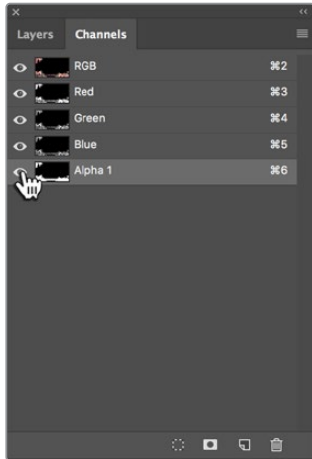 Layers Channels
RGB ⌘2
Red ⌘3
Green ⌘4
Blue ⌘5
Alpha 1 ⌘6